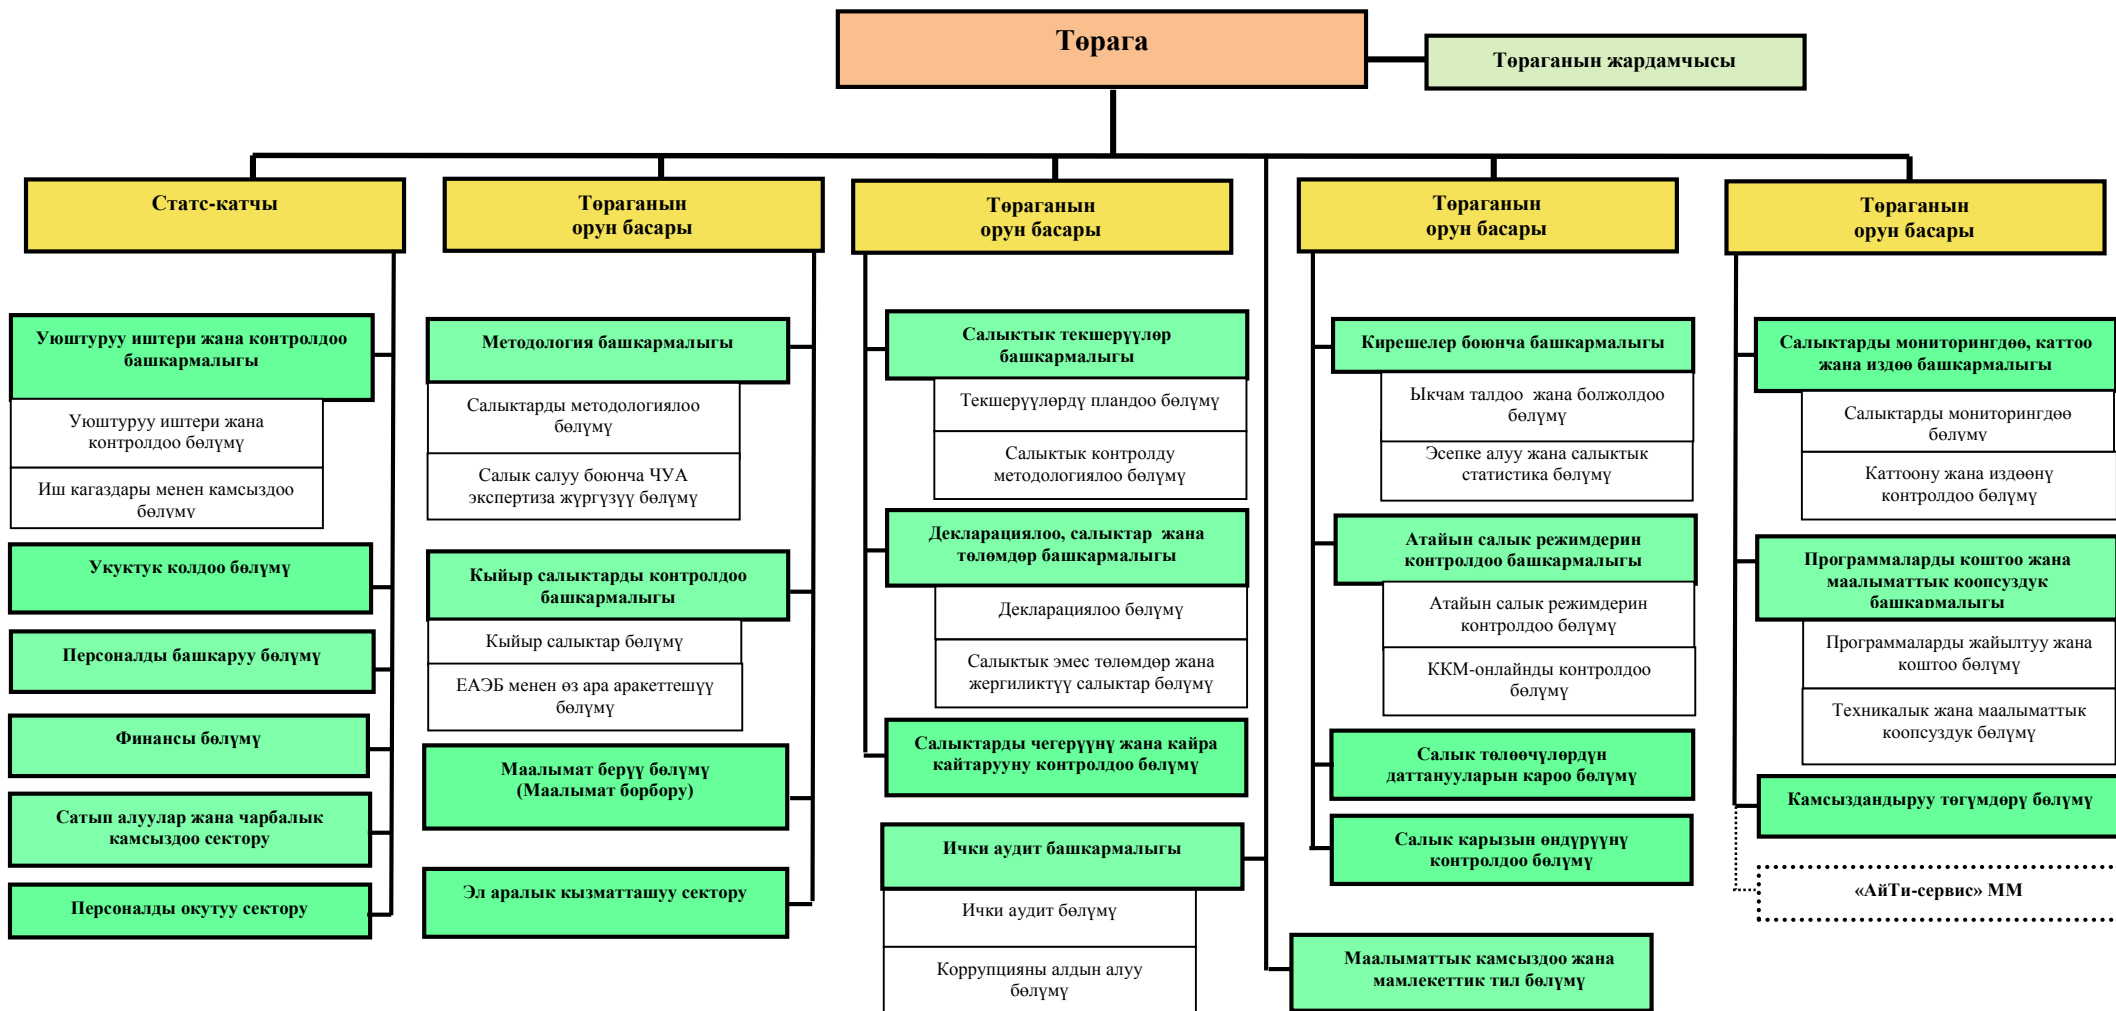 Төрага
Төраганын жардамчысы
Статс-катчы
Уюштуруу иштери жана контролдоо
башкармалыгы
Уюштуруу иштери жана
контролдоо бөлүмү
Иш кагаздары менен камсыздоо
бөлүмү
Укуктук колдоо бөлүмү
Персоналды башкаруу бөлүмү
Финансы бөлүмү
Сатып алуулар жана чарбалык
камсыздоо сектору
Персоналды окутуу сектору
Төраганын
орун басары
Методология башкармалыгы
Салыктарды методологиялоо
бөлүмү
Салык салуу боюнча ЧУА
экспертиза жүргүзүү бөлүмү
Кыйыр салыктарды контролдоо
башкармалыгы
Кыйыр салыктар бөлүмү
ЕАЭБ менен өз ара аракеттешүү
бөлүмү
Маалымат берүү бөлүмү
(Маалымат борбору)
Эл аралык кызматташуу сектору
Төраганын
орун басары
Салыктык текшерүүлөр
башкармалыгы
Текшерүүлөрдү пландоо бөлүмү
Салыктык контролду
методологиялоо бөлүмү
Декларациялоо, салыктар жана
төлөмдөр башкармалыгы
Декларациялоо бөлүмү
Салыктык эмес төлөмдөр жана
жергиликтүү салыктар бөлүмү
Салыктарды чегерүүнү жана кайра
кайтарууну контролдоо бөлүмү
Ички аудит башкармалыгы
Ички аудит бөлүмү
Коррупцияны алдын алуу
бөлүмү
Төраганын
орун басары
Кирешелер боюнча башкармалыгы
Ыкчам талдоо жана болжолдоо
бөлүмү
Эсепке алуу жана салыктык
статистика бөлүмү
Атайын салык режимдерин
контролдоо башкармалыгы
Атайын салык режимдерин
контролдоо бөлүмү
ККМ-онлайнды контролдоо
бөлүмү
Салык төлөөчүлөрдүн
даттанууларын кароо бөлүмү
Салык карызын өндүрүүнү
контролдоо бөлүмү
Маалыматтык камсыздоо жана
мамлекеттик тил бөлүмү
Төраганын
орун басары
Салыктарды мониторингдөө, каттоо
жана издөө башкармалыгы
Салыктарды мониторингдөө
бөлүмү
Каттоону жана издөөнү
контролдоо бөлүмү
Программаларды коштоо жана
маалыматтык коопсуздук
башкармалыгы
Программаларды жайылтуу жана
коштоо бөлүмү
Техникалык жана маалыматтык
коопсуздук бөлүмү
Камсыздандыруу төгүмдөрү бөлүмү
«АйТи-сервис» ММ